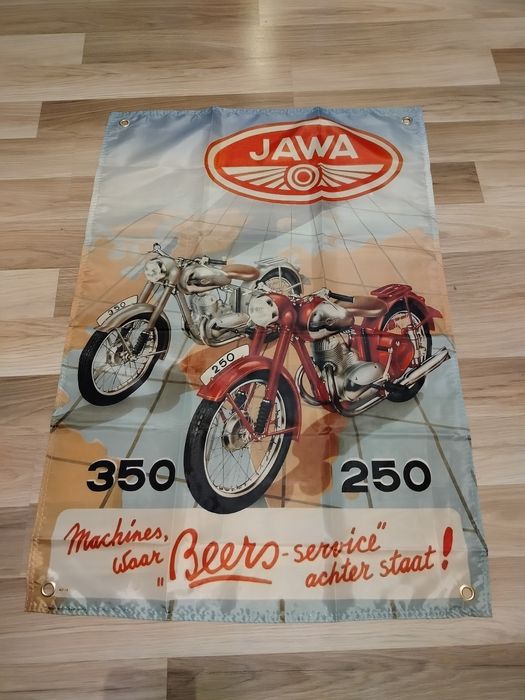 JAWA
350
250
350
250
Machines,
waar „Beers-service"
achter staat!